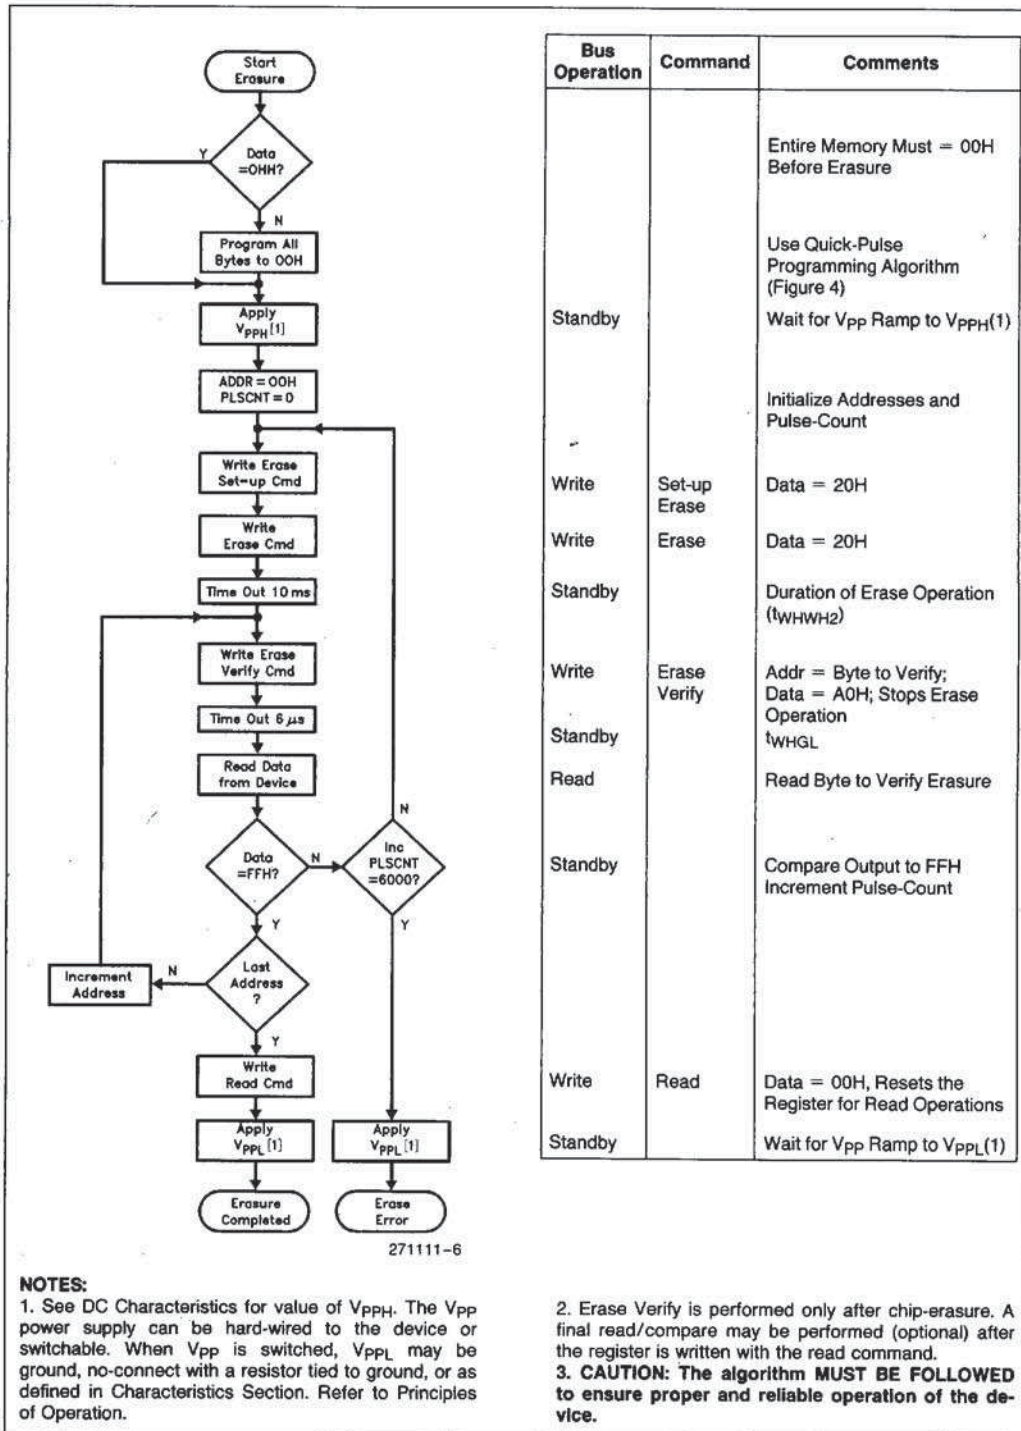 Start
Erasure
Data
=OHH?
Y
N
Program All
Bytes to 00H
Apply
VPPH[1]
ADDR = 00H
PLSCNT = 0
Write Erase
Set-up Cmd
Write
Erase Cmd
Time Out 10 ms
Write Erase
Verify Cmd
Time Out 6 µs
Read Data
from Device
Data
=FFH?
N
Y
Inc
PLSCNT
=6000?
N
Y
Last
Address
?
N
Y
Increment
Address
Write
Read Cmd
Apply
VPPL[1]
Apply
VPPL[1]
Erasure
Completed
Erase
Error
271111-6
Bus
Operation
Command
Comments
Entire Memory Must = 00H
Before Erasure
Use Quick-Pulse
Programming Algorithm
(Figure 4)
Standby
Wait for VPP Ramp to VPPH(1)
Initialize Addresses and
Pulse-Count
Write
Set-up
Erase
Data = 20H
Write
Erase
Data = 20H
Standby
Duration of Erase Operation
(tWHWH2)
Write
Erase
Verify
Addr = Byte to Verify;
Data = A0H; Stops Erase
Operation
Standby
tWHGL
Read
Read Byte to Verify Erasure
Standby
Compare Output to FFH
Increment Pulse-Count
Write
Read
Data = 00H, Resets the
Register for Read Operations
Standby
Wait for VPP Ramp to VPPL(1)
NOTES:
1. See DC Characteristics for value of VPPH. The VPP
power supply can be hard-wired to the device or
switchable. When VPP is switched, VPPL may be
ground, no-connect with a resistor tied to ground, or as
defined in Characteristics Section. Refer to Principles
of Operation.
2. Erase Verify is performed only after chip-erasure. A
final read/compare may be performed (optional) after
the register is written with the read command.
3. CAUTION: The algorithm MUST BE FOLLOWED
to ensure proper and reliable operation of the de-
vice.